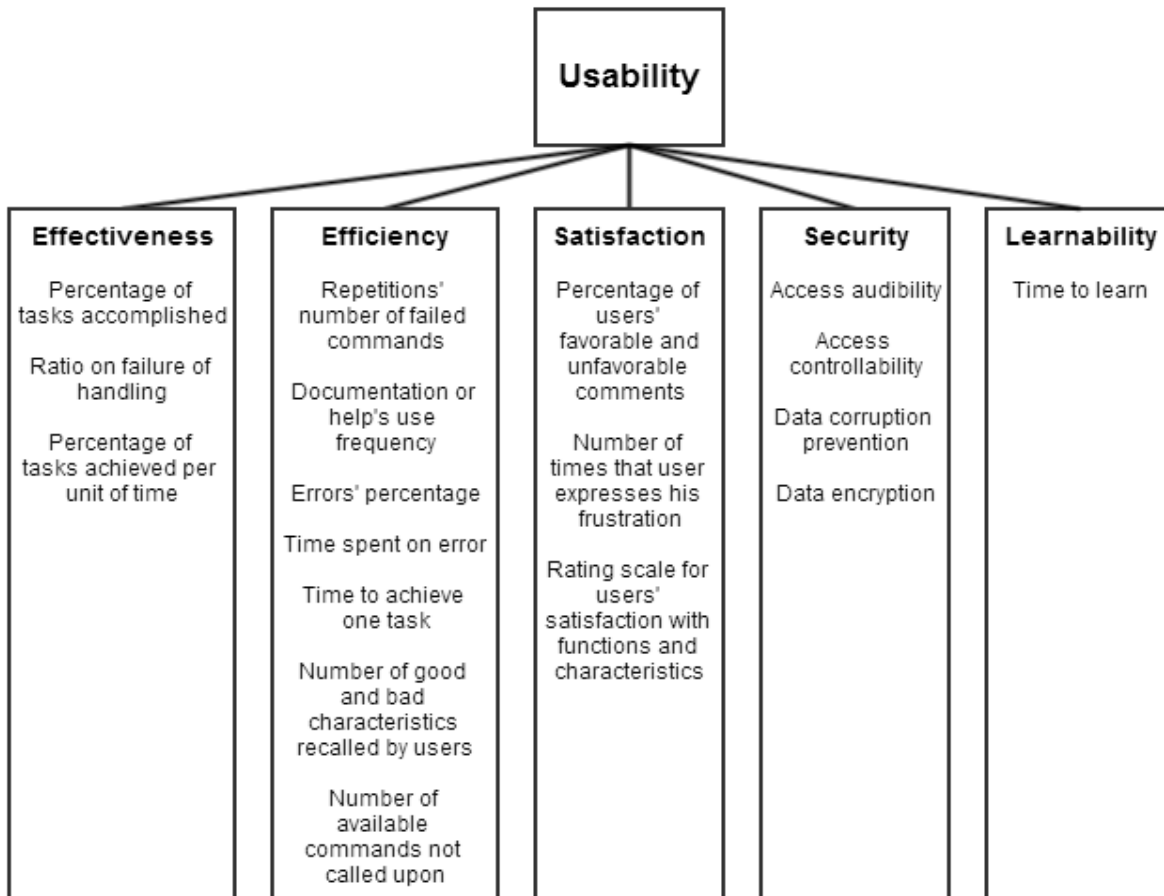 Usability
Effectiveness
Percentage of
tasks accomplished
Ratio on failure of
handling
Percentage of
tasks achieved per
unit of time
Efficiency
Repetitions'
number of failed
commands
Documentation or
help's use
frequency
Errors' percentage
Time spent on error
Time to achieve
one task
Number of good
and bad
characteristics
recalled by users
Number of
available
commands not
called upon
Satisfaction
Percentage of
users'
favorable and
unfavorable
comments
Number of
times that user
expresses his
frustration
Rating scale for
users'
satisfaction with
functions and
characteristics
Security
Access audibility
Access
controllability
Data corruption
prevention
Data encryption
Learnability
Time to learn